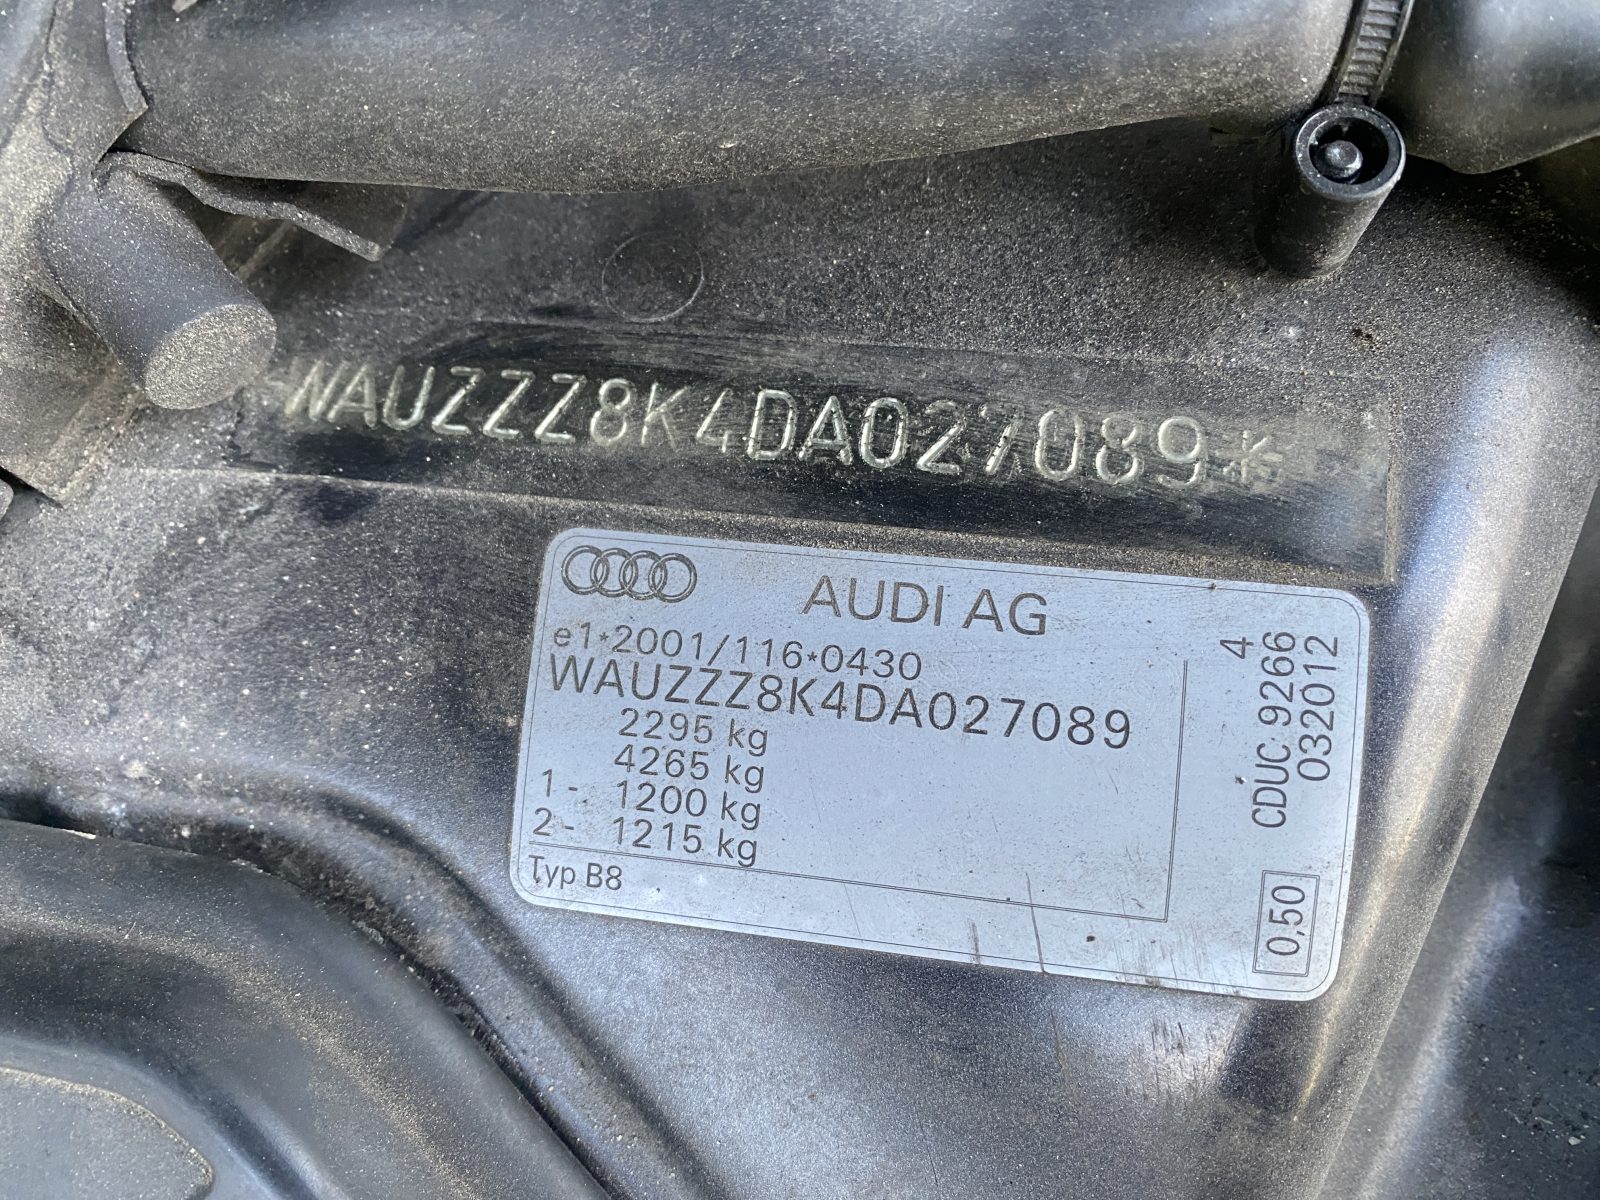 *WAUZZZ8K4DA027089*
AUDI AG
e1*2001/116*0430
WAUZZZ8K4DA027089
2295 kg
4265 kg
1- 1200 kg
2- 1215 kg
Typ B8
4
CDUC 9266
032012
0,50